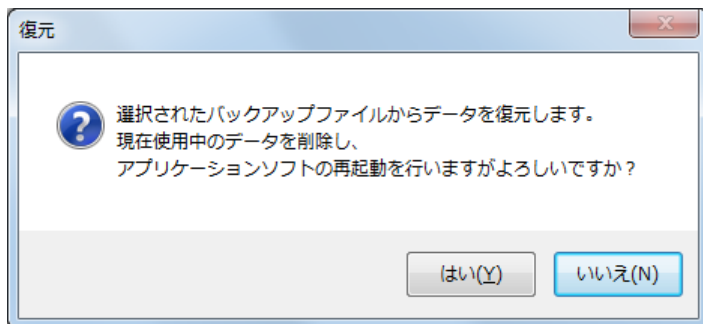 復元
選択されたバックアップファイルからデータを復元します。
現在使用中のデータを削除し、
アプリケーションソフトの再起動を行いますがよろしいですか？
はい(Y) いいえ(N)